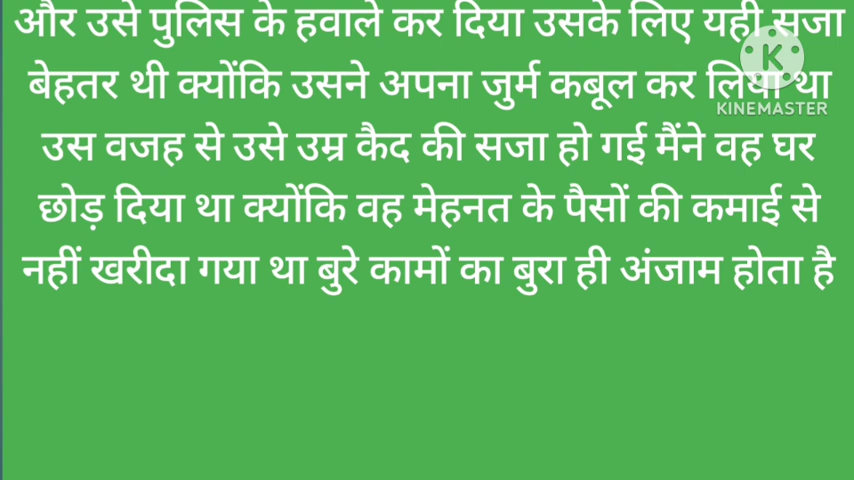 और उसे पुलिस के हवाले कर दिया उसके लिए यही सजा
बेहतर थी क्योंकि उसने अपना जुर्म कबूल कर लिया था
उस वजह से उसे उम्र कैद की सजा हो गई मैंने वह घर
छोड़ दिया था क्योंकि वह मेहनत के पैसों की कमाई से
नहीं खरीदा गया था बुरे कामों का बुरा ही अंजाम होता है
K
KINEMASTER